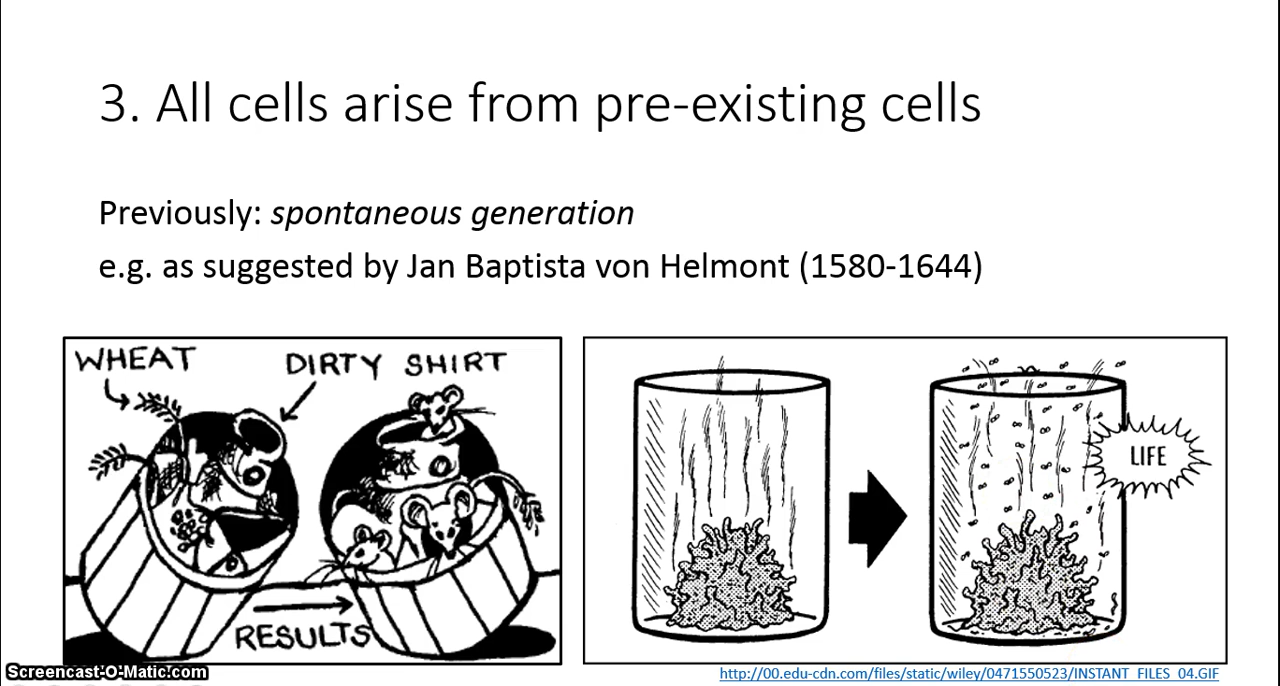 3. All cells arise from pre-existing cells
Previously: spontaneous generation
e.g. as suggested by Jan Baptista von Helmont (1580-1644)
WHEAT
DIRTY SHIRT
RESULTS
LIFE
Screencast-O-Matic.com
http://00.edu-cdn.com/files/static/wiley/0471550523/INSTANT_FILES_04.GIF